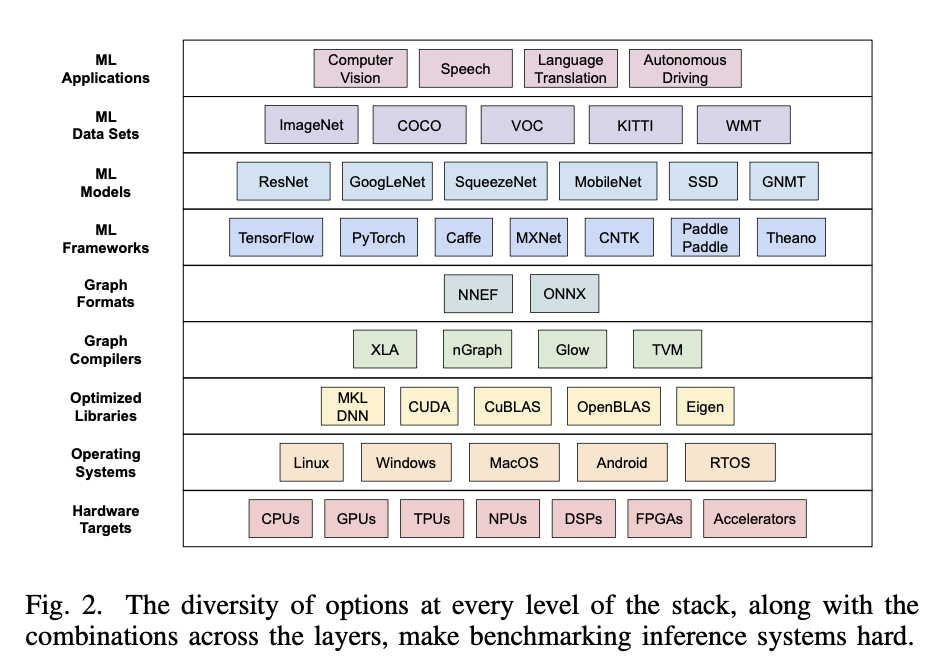 ML
Applications
Computer
Vision
Speech
Language
Translation
Autonomous
Driving
ML
Data Sets
ImageNet
COCO
VOC
KITTI
WMT
ML
Models
ResNet
GoogLeNet
SqueezeNet
MobileNet
SSD
GNMT
ML
Frameworks
TensorFlow
PyTorch
Caffe
MXNet
CNTK
Paddle
Paddle
Theano
Graph
Formats
NNEF
ONNX
Graph
Compilers
XLA
nGraph
Glow
TVM
Optimized
Libraries
MKL
DNN
CUDA
CuBLAS
OpenBLAS
Eigen
Operating
Systems
Linux
Windows
MacOS
Android
RTOS
Hardware
Targets
CPUs
GPUs
TPUs
NPUs
DSPs
FPGAs
Accelerators
Fig. 2. The diversity of options at every level of the stack, along with the
combinations across the layers, make benchmarking inference systems hard.